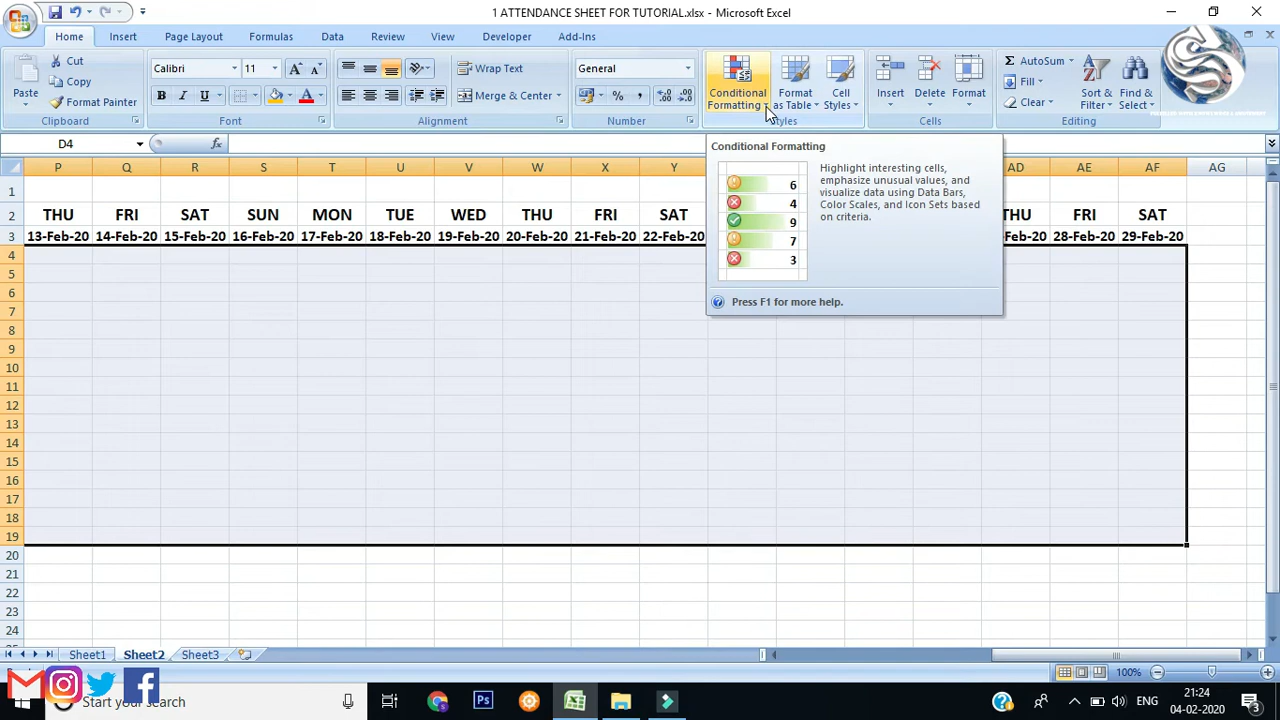 1 ATTENDANCE SHEET FOR TUTORIAL.xlsx - Microsoft Excel
Home Insert Page Layout Formulas Data Review View Developer Add-Ins
Paste
Cut
Copy
Format Painter
Clipboard
Calibri 11
B I U
Font
Wrap Text
Merge & Center
Alignment
General
% ,
Number
Conditional Formatting
Format as Table
Cell Styles
Styles
Insert
Delete
Format
Cells
Σ AutoSum
Fill
Clear
Sort & Filter
Find & Select
Editing
D4 fx
P Q R S T U V W X Y AD AE AF AG
Conditional Formatting
Highlight interesting cells,
emphasize unusual values, and
visualize data using Data Bars,
Color Scales, and Icon Sets based
on criteria.
6
4
9
7
3
Press F1 for more help.
1
2 THU FRI SAT SUN MON TUE WED THU FRI SAT THU FRI SAT
3 13-Feb-20 14-Feb-20 15-Feb-20 16-Feb-20 17-Feb-20 18-Feb-20 19-Feb-20 20-Feb-20 21-Feb-20 22-Feb-20 -Feb-20 28-Feb-20 29-Feb-20
4
5
6
7
8
9
10
11
12
13
14
15
16
17
18
19
20
21
22
23
24
Sheet1 Sheet2 Sheet3
100%
Start your search
Ps
ENG
21:24
04-02-2020
3